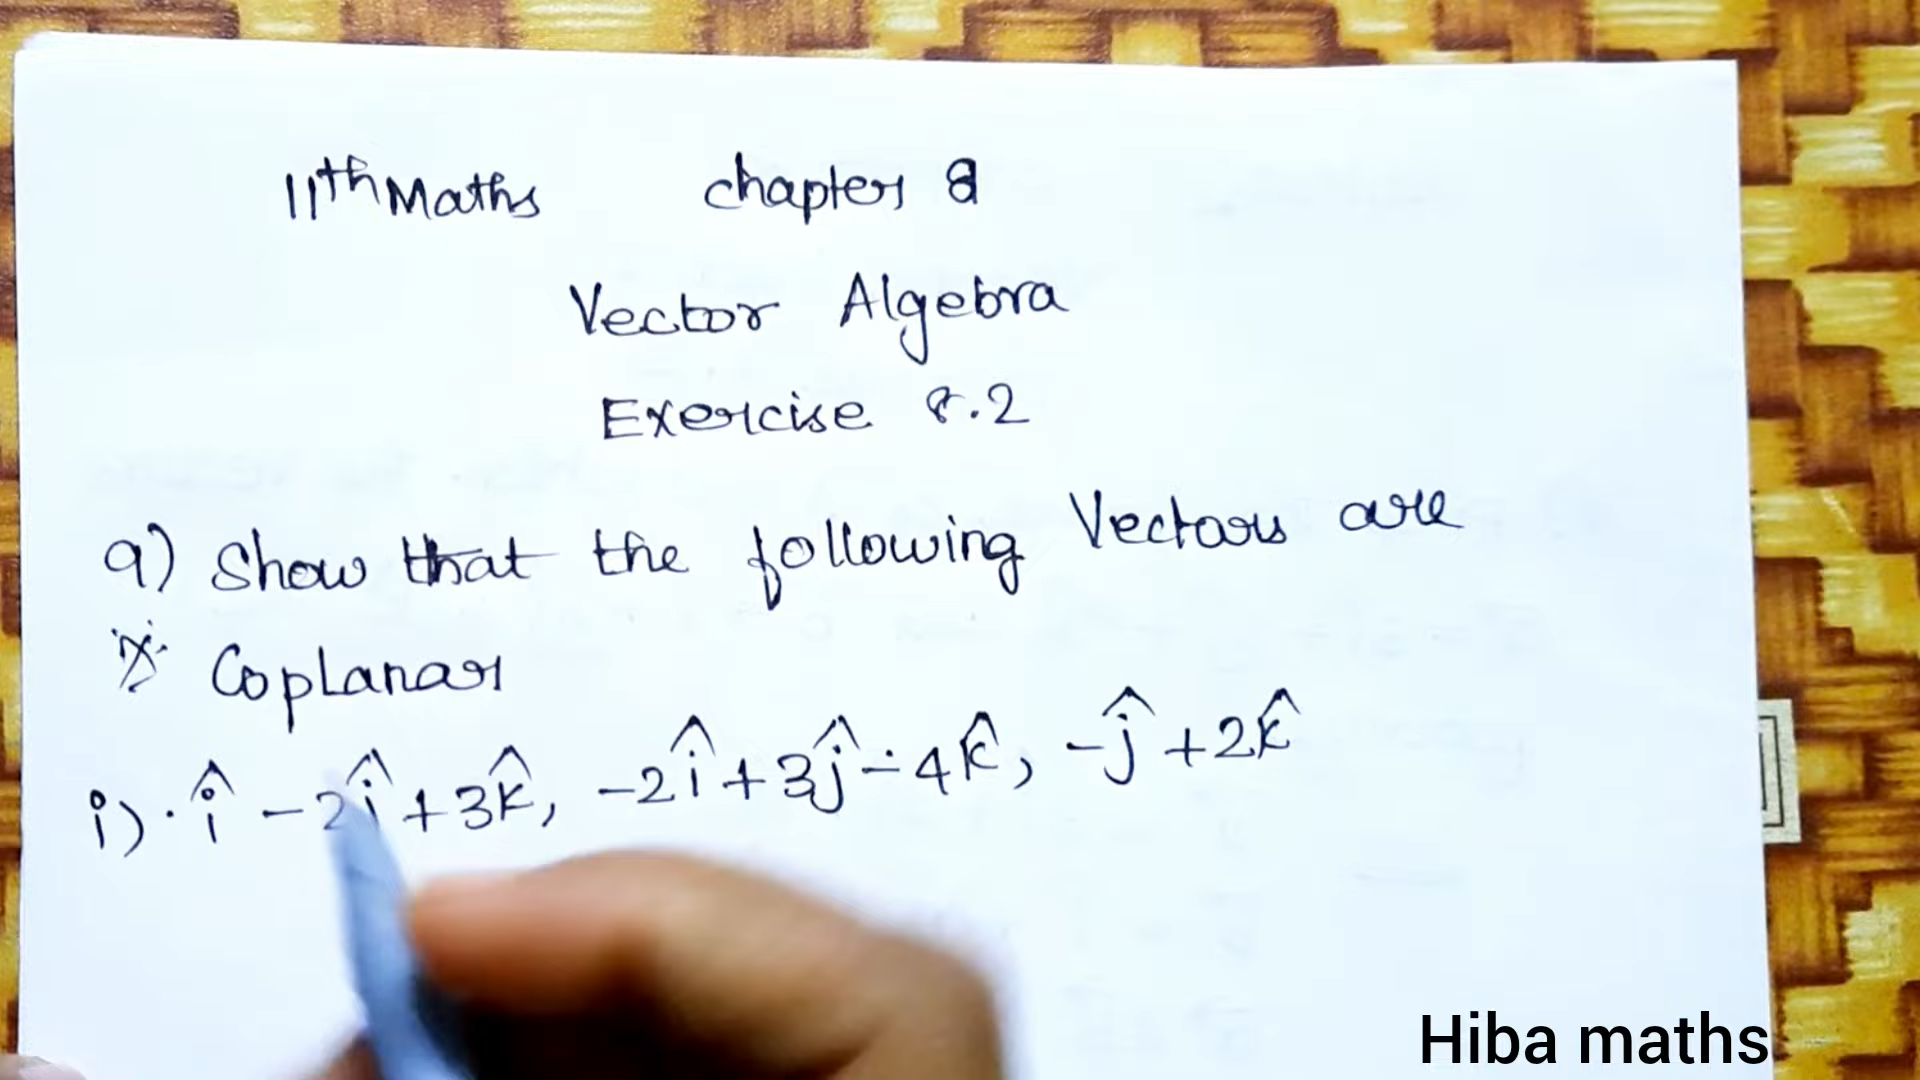 11th Maths chapter 8
Vector Algebra
Exercise 8.2
9) Show that the following Vectors are
Coplanar
i) î - 2î + 3k̂, -2î + 3ĵ - 4k̂, -ĵ + 2k̂
Hiba maths